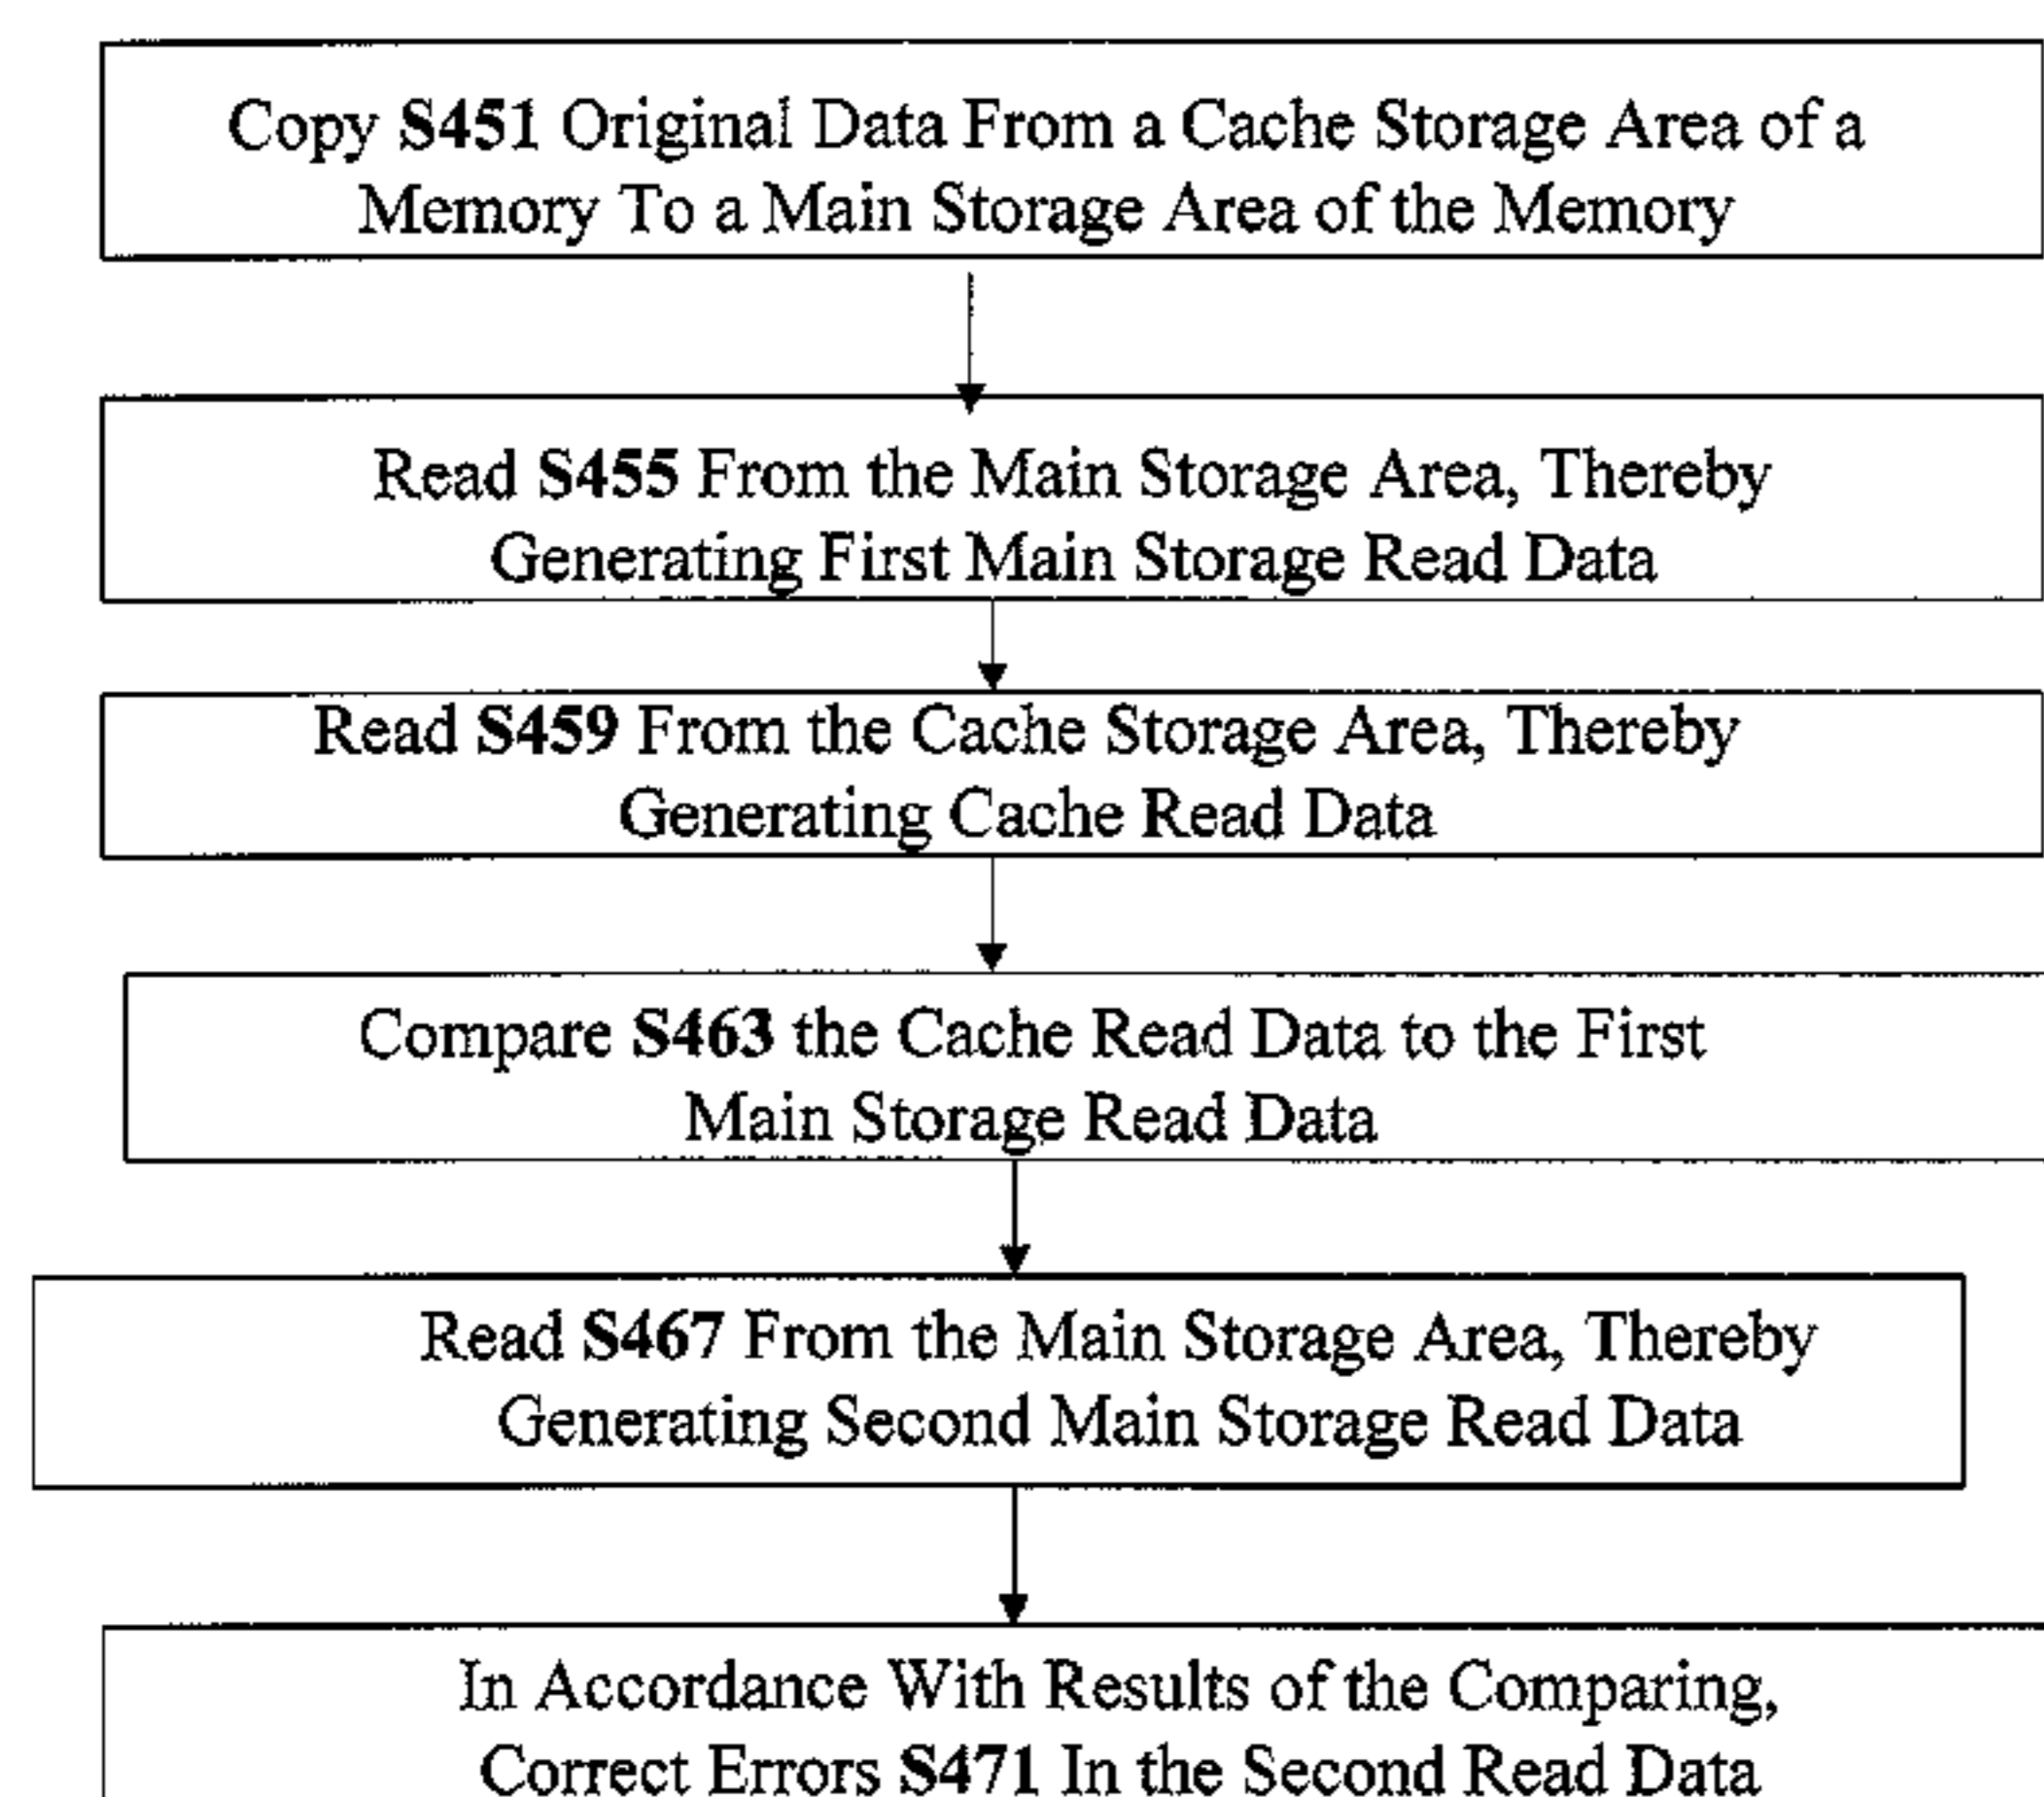 Copy S451 Original Data From a Cache Storage Area of a
Memory To a Main Storage Area of the Memory
Read S455 From the Main Storage Area, Thereby
Generating First Main Storage Read Data
Read S459 From the Cache Storage Area, Thereby
Generating Cache Read Data
Compare S463 the Cache Read Data to the First
Main Storage Read Data
Read S467 From the Main Storage Area, Thereby
Generating Second Main Storage Read Data
In Accordance With Results of the Comparing,
Correct Errors S471 In the Second Read Data